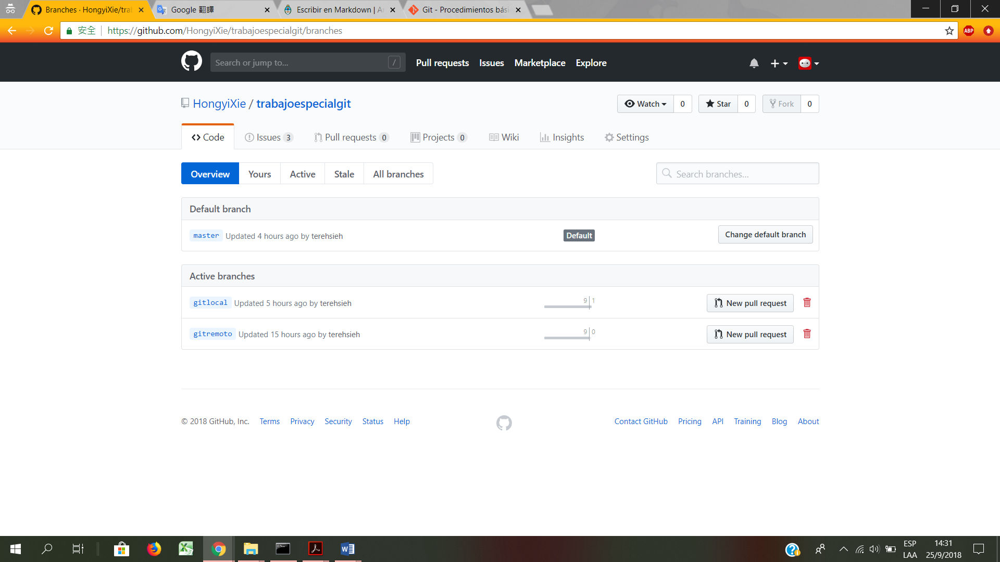 Branches · HongyiXie/tra
Google 翻譯
Escribir en Markdown |
Git - Procedimientos bási
安全
https://github.com/HongyiXie/trabajoespecialgit/branches
ABP
Search or jump to...
/
Pull requests
Issues
Marketplace
Explore
HongyiXie / trabajoespecialgit
Watch 0
Star 0
Fork 0
Code
Issues 3
Pull requests 0
Projects 0
Wiki
Insights
Settings
Overview
Yours
Active
Stale
All branches
Search branches...
Default branch
master Updated 4 hours ago by terehsieh
Default
Change default branch
Active branches
gitlocal Updated 5 hours ago by terehsieh
9 | 1
New pull request
gitremoto Updated 15 hours ago by terehsieh
9 | 0
New pull request
© 2018 GitHub, Inc. Terms Privacy Security Status Help
Contact GitHub Pricing API Training Blog About
ESP
LAA
14:31
25/9/2018